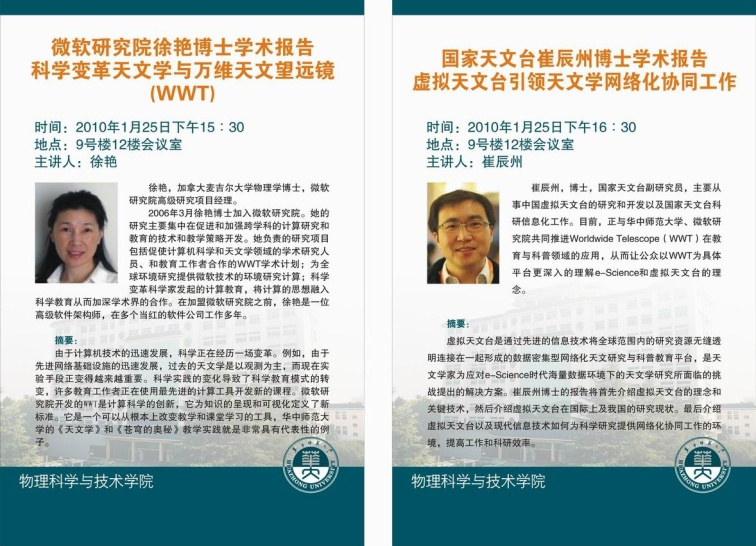 微软研究院徐艳博士学术报告
科学变革天文学与万维天文望远镜
(WWT)
时间：2010年1月25日下午15：30
地点：9号楼12楼会议室
主讲人：徐艳
徐艳，加拿大麦吉尔大学物理学博士，微软
研究院高级研究项目经理。
2006年3月徐艳博士加入微软研究院。她的
研究主要集中在促进和加强跨学科的计算研究和
教育的技术和教学策略开发。她负责的研究项目
包括促使计算机科学和天文学领域的学术研究人
员、和教育工作者合作的WWT学术计划；为全
球环境研究提供微软技术的环境研究计算；科学
变革科学家发起的计算教育，将计算的思想融入
科学教育从而加深学术界的合作。在加盟微软研究院之前，徐艳是一位
高级软件架构师，在多个当红的软件公司工作多年。
摘要：
由于计算机技术的迅速发展，科学正在经历一场变革。例如，由于
先进网络基础设施的迅速发展，过去的天文学是以观测为主，而现在实
验手段正变得越来越重要。科学实践的变化导致了科学教育模式的转
变，许多教育工作者正在使用最先进的计算工具开发新的课程。微软研
究院开发的WWT是计算科学的创新，它为知识的呈现和可视化定义了新
标准。它是一个可以从根本上改变教学和课堂学习的工具，华中师范大
学的《天文学》和《苍穹的奥秘》教学实践就是非常具有代表性的例
子。
物理科学与技术学院
HUAZHONG UNIVERSITY
国家天文台崔辰州博士学术报告
虚拟天文台引领天文学网络化协同工作
时间：2010年1月25日下午16：30
地点：9号楼12楼会议室
主讲人：崔辰州
崔辰州，博士，国家天文台副研究员，主要从
事中国虚拟天文台的研究和开发以及国家天文台科
研信息化工作。目前，正与华中师范大学、微软研
究院共同推进Worldwide Telescope（WWT）在教
育与科普领域的应用，从而让公众以WWT为具体
平台更深入的理解e-Science和虚拟天文台的理
念。
摘要：
虚拟天文台是通过先进的信息技术将全球范围内的研究资源无缝透
明连接在一起形成的数据密集型网络化天文研究与科普教育平台，是天
文学家为应对e-Science时代海量数据环境下的天文学研究所面临的挑
战提出的解决方案。崔辰州博士的报告将首先介绍虚拟天文台的理念和
关键技术，然后介绍虚拟天文台在国际上及我国的研究现状。最后介绍
虚拟天文台以及现代信息技术如何为科学研究提供网络化协同工作的环
境，提高工作和科研效率。
物理科学与技术学院
HUAZHONG UNIVERSITY